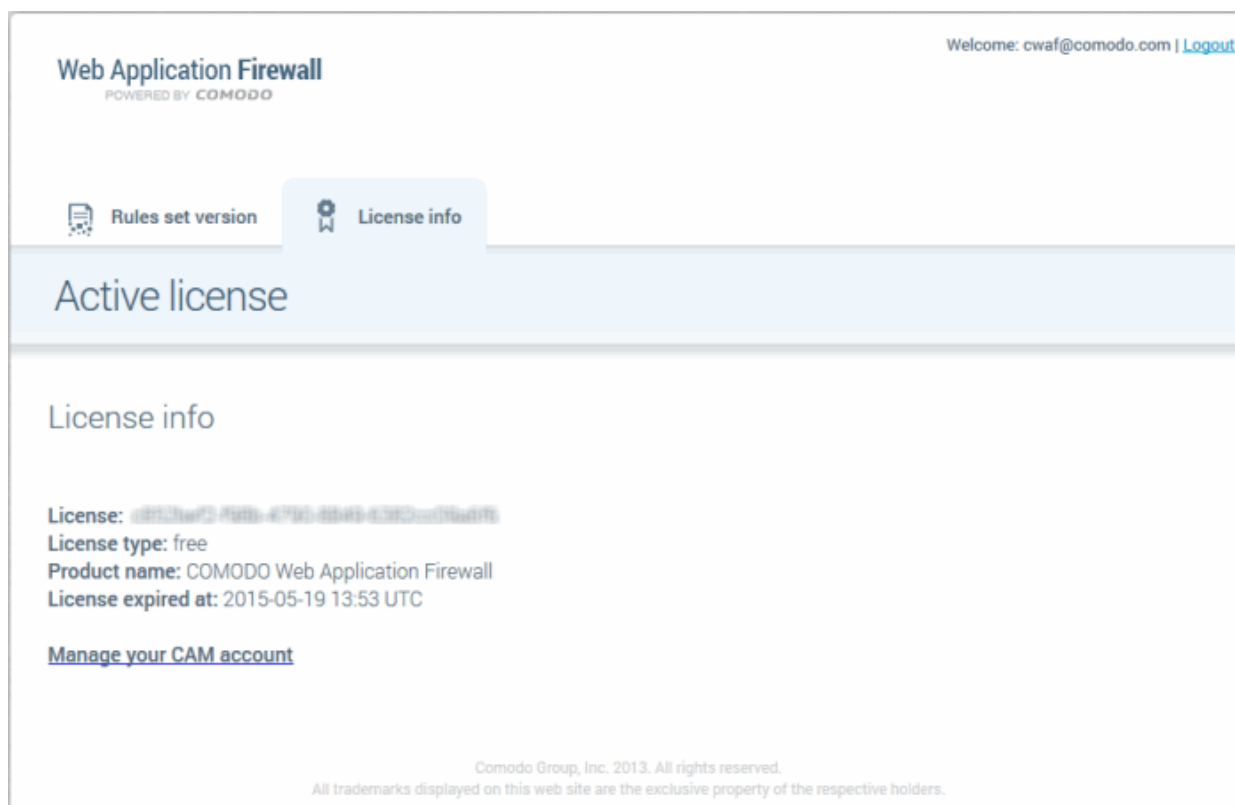 Welcome: cwaf@comodo.com | Logout
Web Application Firewall
POWERED BY COMODO
Rules set version
License info
Active license
License info
License:
License type: free
Product name: COMODO Web Application Firewall
License expired at: 2015-05-19 13:53 UTC
Manage your CAM account
Comodo Group, Inc. 2013. All rights reserved.
All trademarks displayed on this web site are the exclusive property of the respective holders.